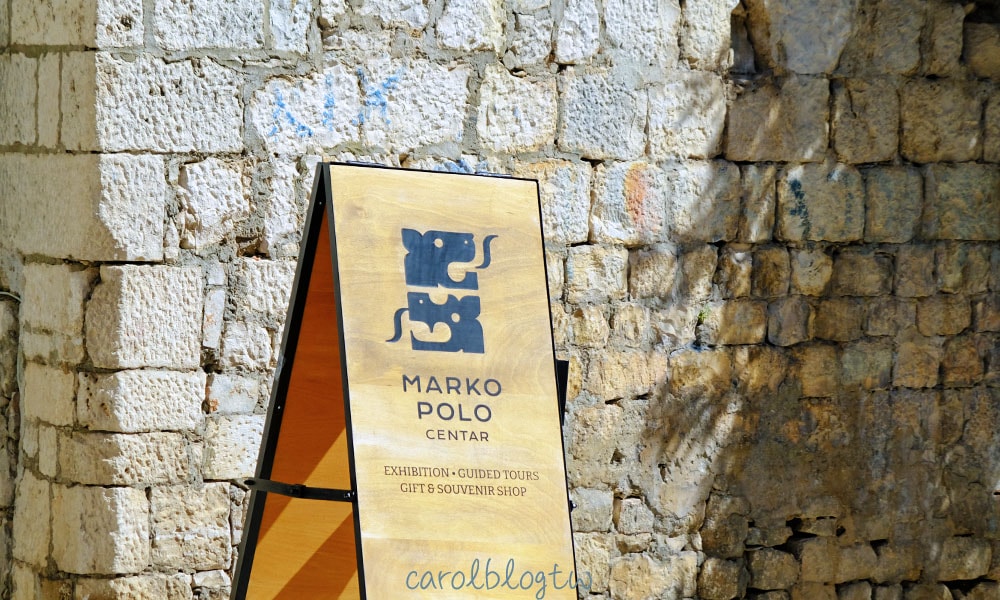 MARKO
POLO
CENTAR
EXHIBITION • GUIDED TOURS
GIFT & SOUVENIR SHOP
carolblogtw